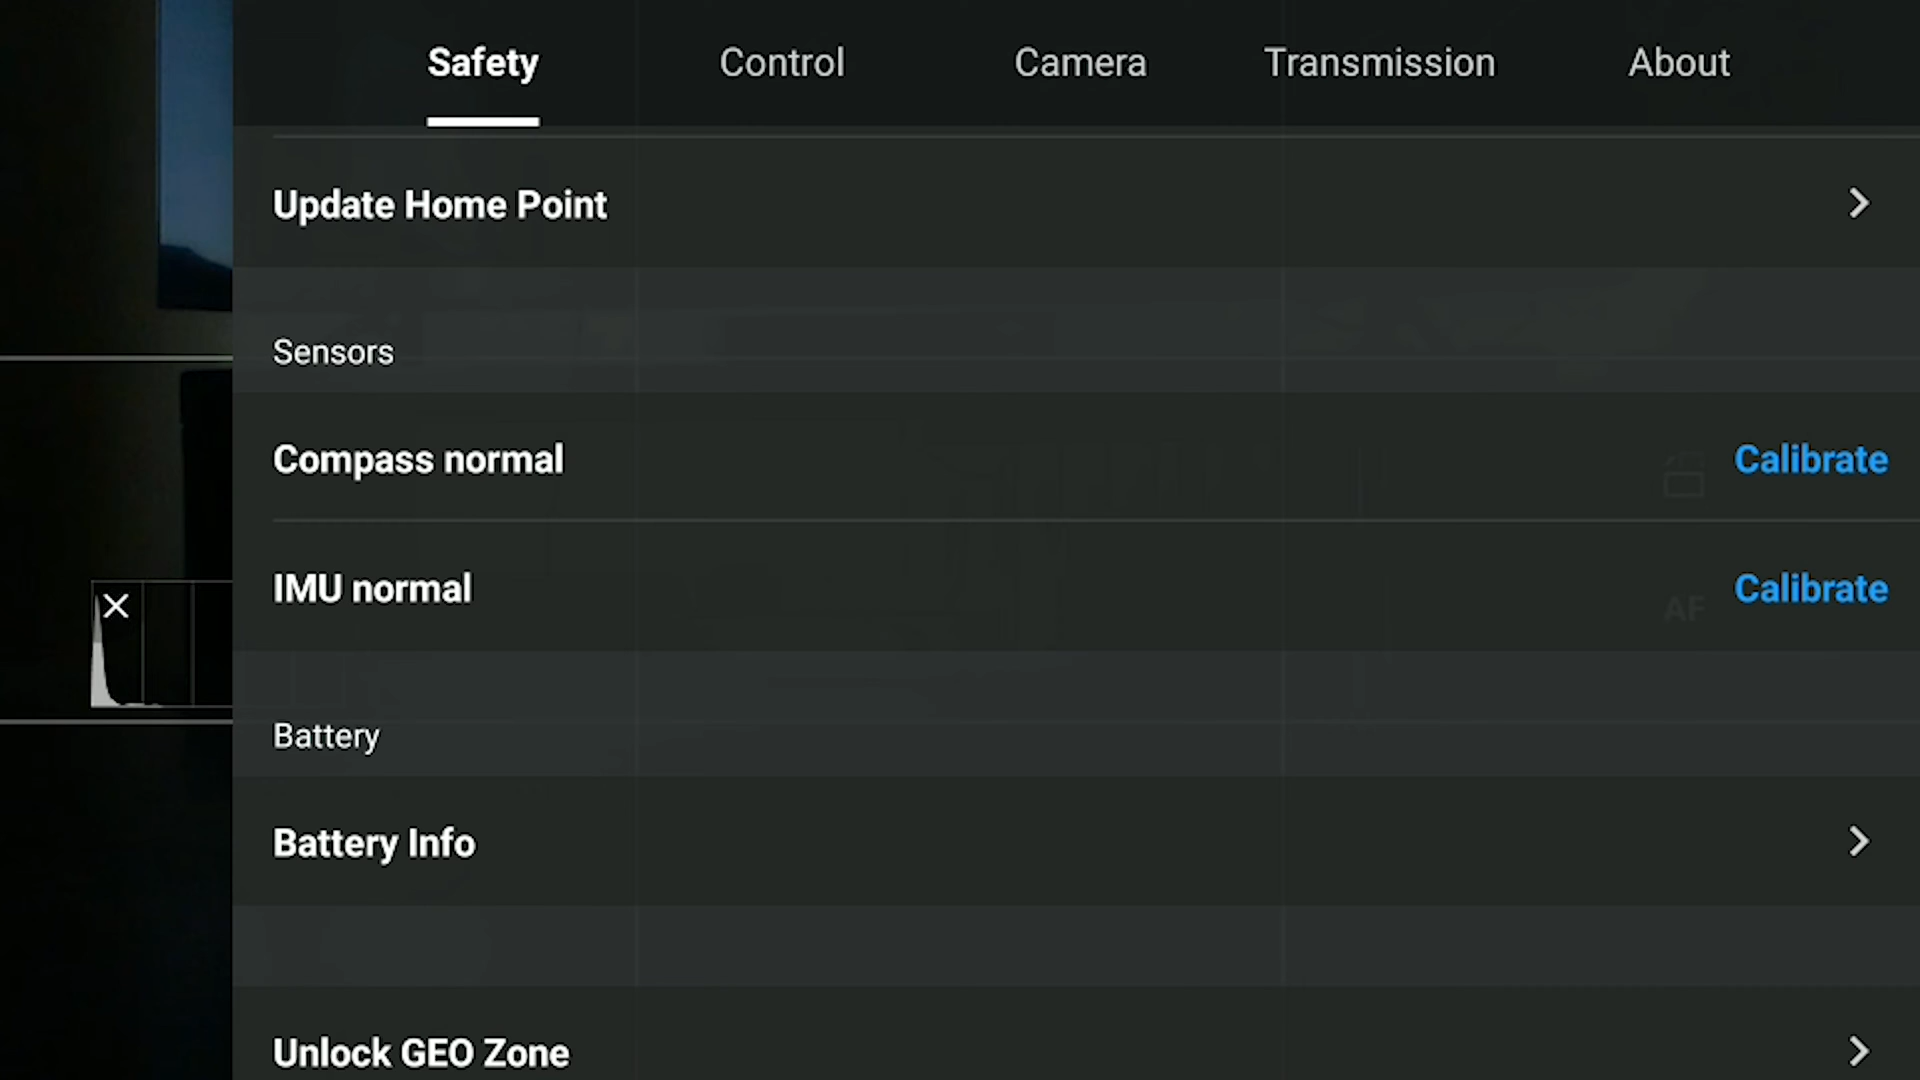 Safety Control Camera Transmission About
Update Home Point
Sensors
Compass normal Calibrate
IMU normal Calibrate
AF
Battery
Battery Info
Unlock GEO Zone